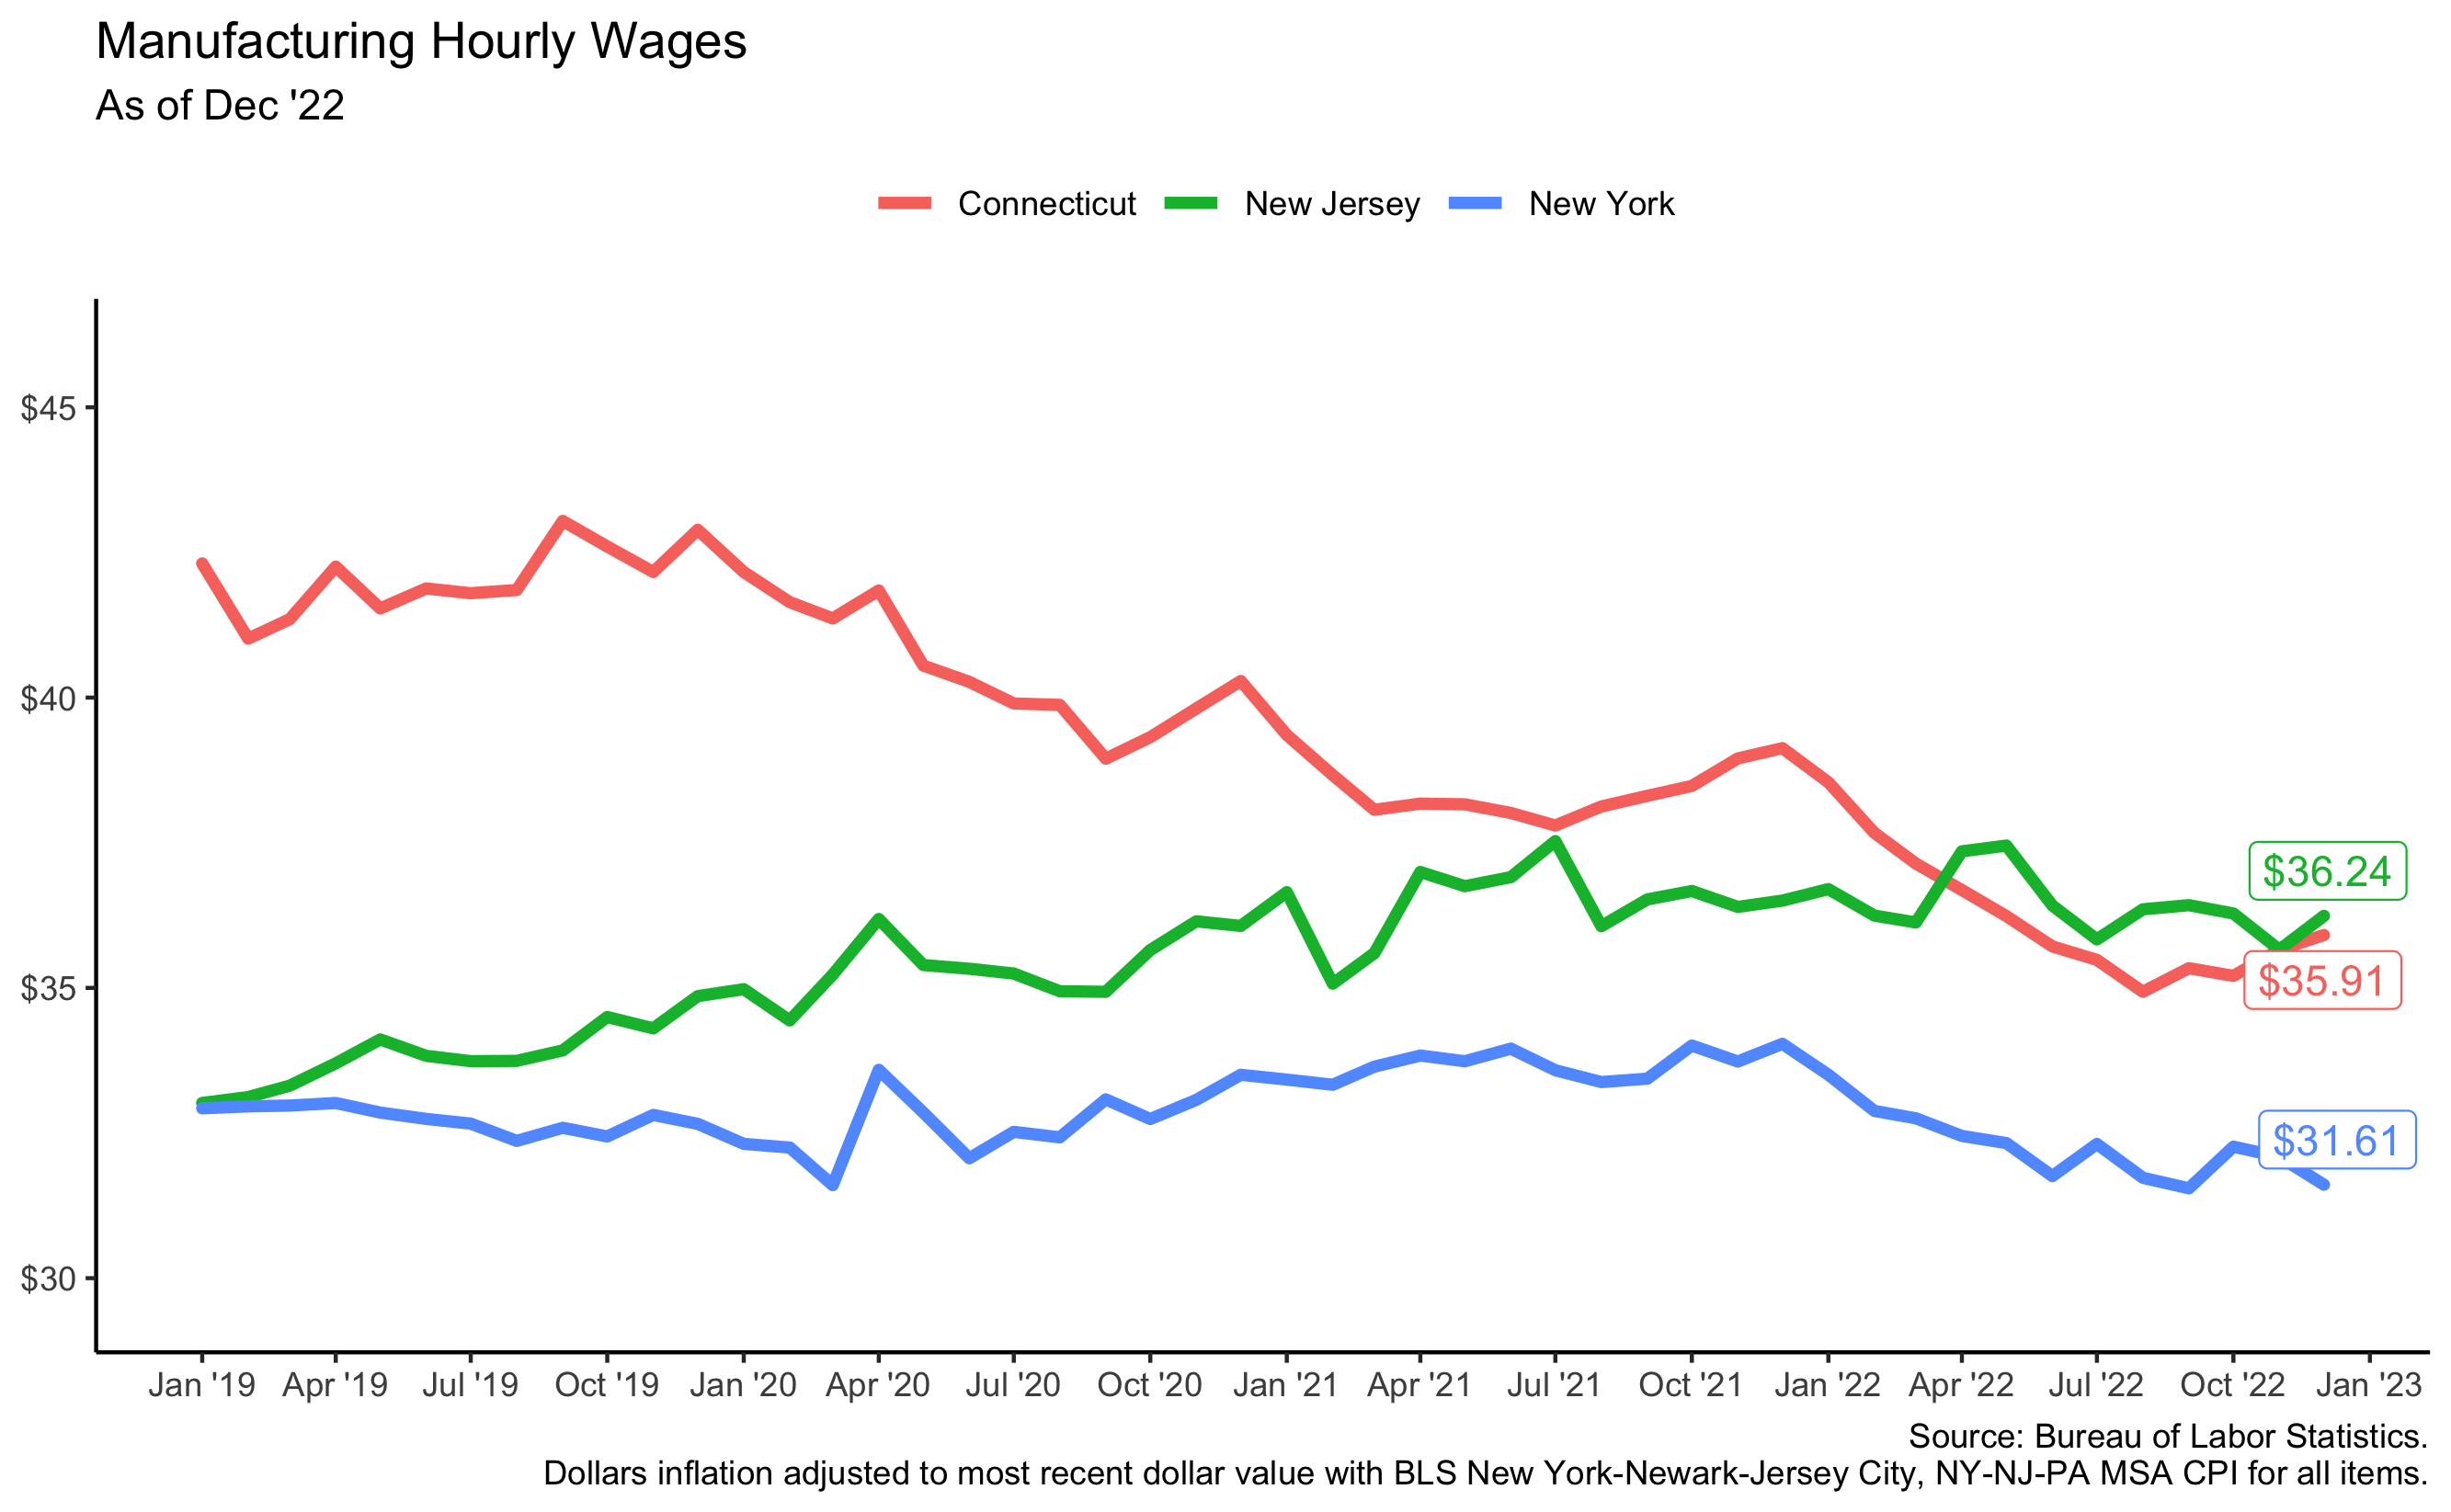 Manufacturing Hourly Wages
As of Dec '22
Connecticut New Jersey New York
$45
$40
$35
$30
$36.24
$35.91
$31.61
Jan '19 Apr '19 Jul '19 Oct '19 Jan '20 Apr '20 Jul '20 Oct '20 Jan '21 Apr '21 Jul '21 Oct '21 Jan '22 Apr '22 Jul '22 Oct '22 Jan '23
Source: Bureau of Labor Statistics.
Dollars inflation adjusted to most recent dollar value with BLS New York-Newark-Jersey City, NY-NJ-PA MSA CPI for all items.